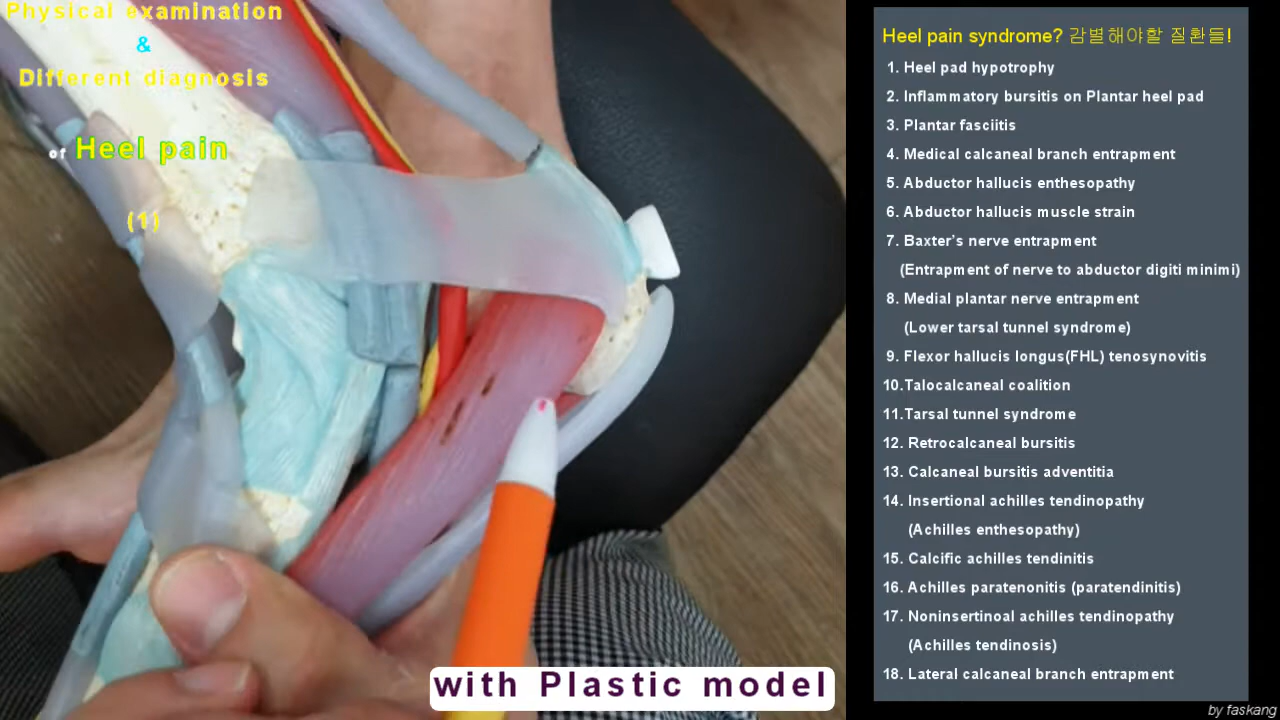 Physical examination
&
Different diagnosis
of Heel pain
(1)
with Plastic model
Heel pain syndrome? 감별해야할 질환들!
1. Heel pad hypotrophy
2. Inflammatory bursitis on Plantar heel pad
3. Plantar fasciitis
4. Medical calcaneal branch entrapment
5. Abductor hallucis enthesopathy
6. Abductor hallucis muscle strain
7. Baxter's nerve entrapment
(Entrapment of nerve to abductor digiti minimi)
8. Medial plantar nerve entrapment
(Lower tarsal tunnel syndrome)
9. Flexor hallucis longus(FHL) tenosynovitis
10.Talocalcaneal coalition
11.Tarsal tunnel syndrome
12. Retrocalcaneal bursitis
13. Calcaneal bursitis adventitia
14. Insertional achilles tendinopathy
(Achilles enthesopathy)
15. Calcific achilles tendinitis
16. Achilles paratenonitis (paratendinitis)
17. Noninsertinoal achilles tendinopathy
(Achilles tendinosis)
18. Lateral calcaneal branch entrapment
by faskang